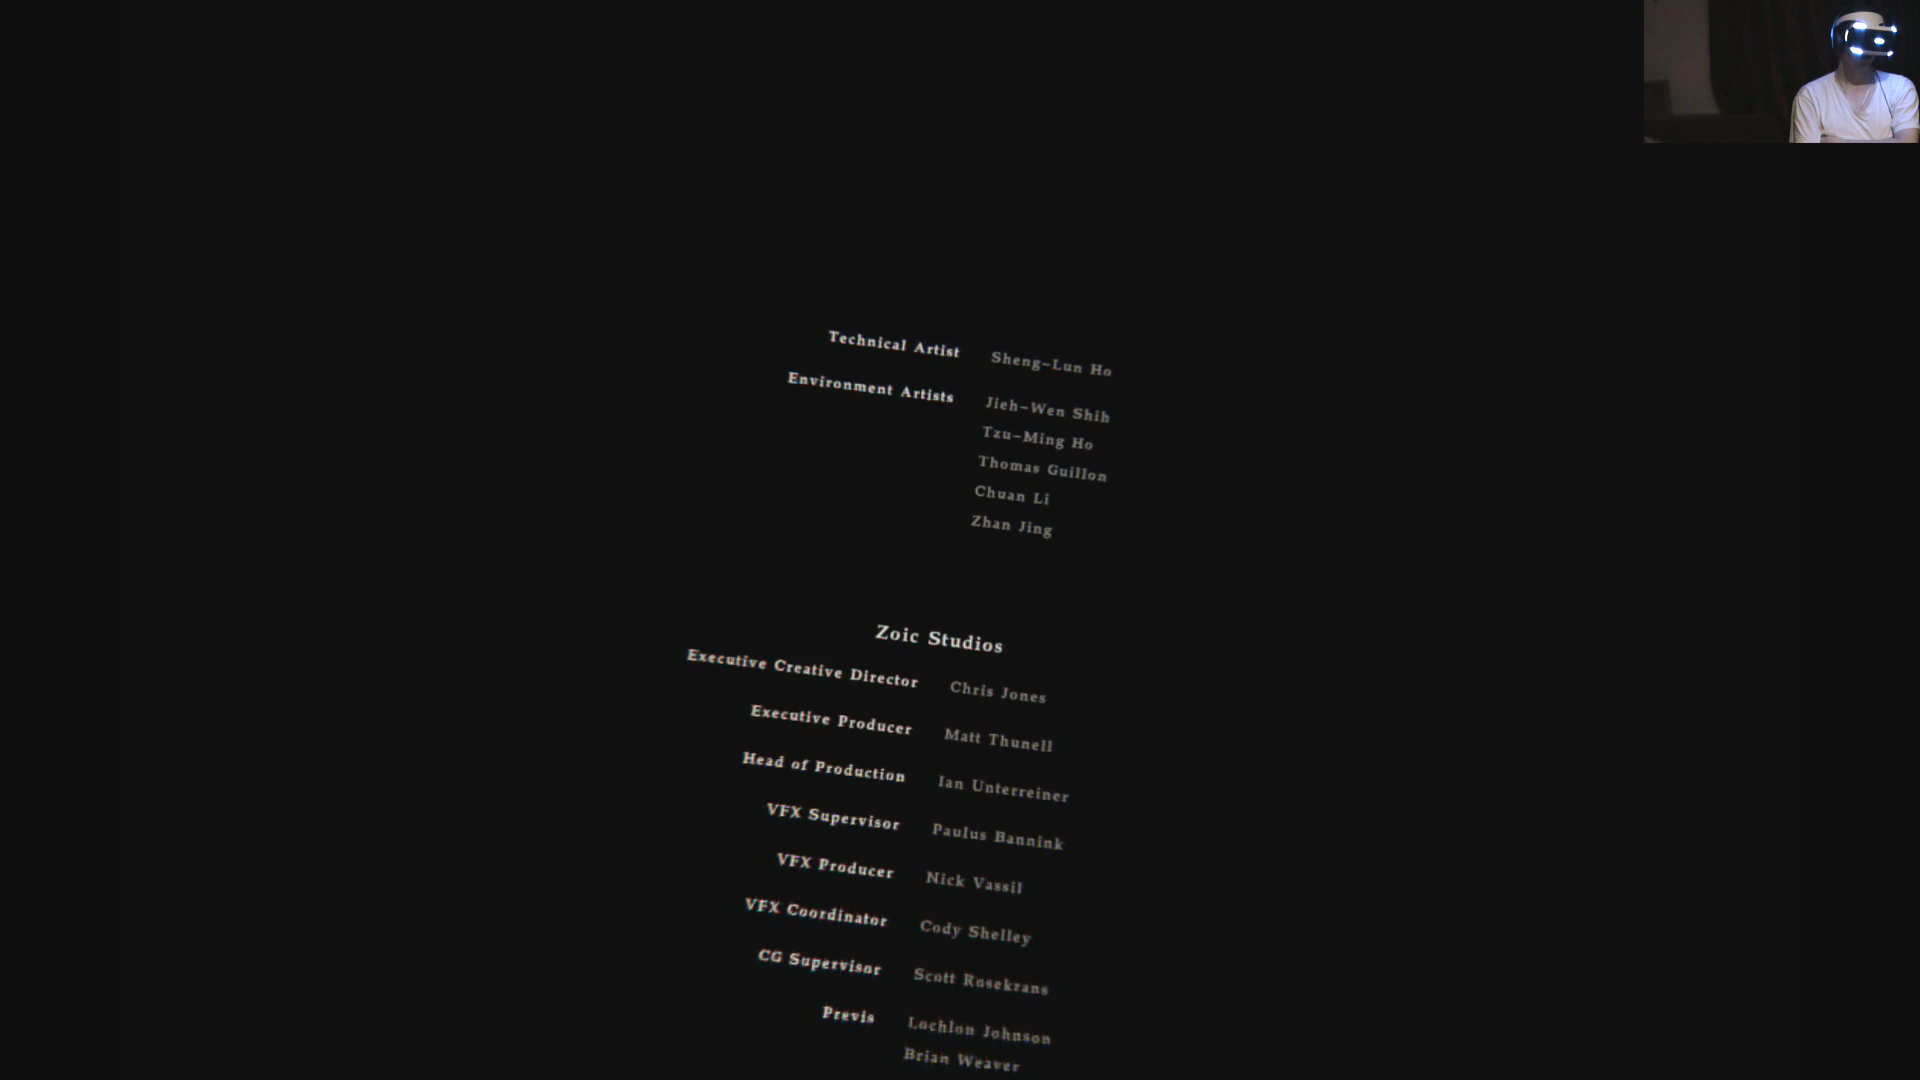 Technical Artist Sheng-Lun Ho
Environment Artists Jieh-Wen Shih
Tzu-Ming Ho
Thomas Guillon
Chuan Li
Zhan Jing
Zoic Studios
Executive Creative Director Chris Jones
Executive Producer Matt Thunell
Head of Production Ian Unterreiner
VFX Supervisor Paulus Bannink
VFX Producer Nick Vassil
VFX Coordinator Cody Shelley
CG Supervisor Scott Rosekrans
Previs Lochlon Johnson
Brian Weaver